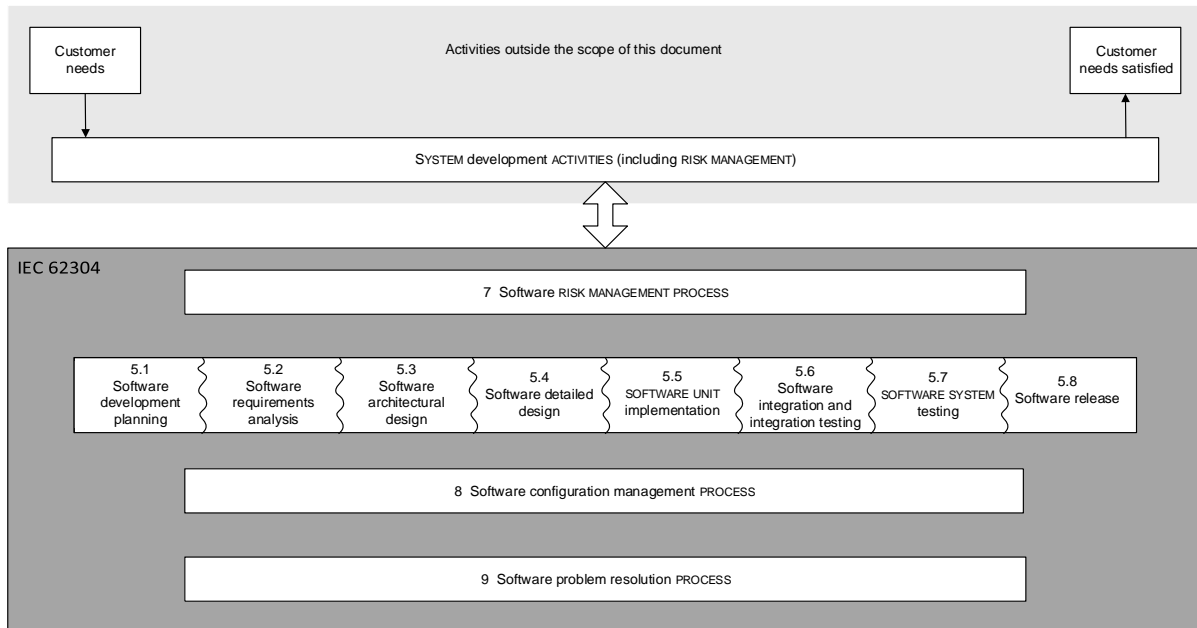 Customer
needs
Activities outside the scope of this document
Customer
needs satisfied
SYSTEM development ACTIVITIES (including RISK MANAGEMENT)
IEC 62304
7 Software RISK MANAGEMENT PROCESS
5.1
Software
development
planning
5.2
Software
requirements
analysis
5.3
Software
architectural
design
5.4
Software detailed
design
5.5
SOFTWARE UNIT
implementation
5.6
Software
integration and
integration testing
5.7
SOFTWARE SYSTEM
testing
5.8
Software release
8 Software configuration management PROCESS
9 Software problem resolution PROCESS